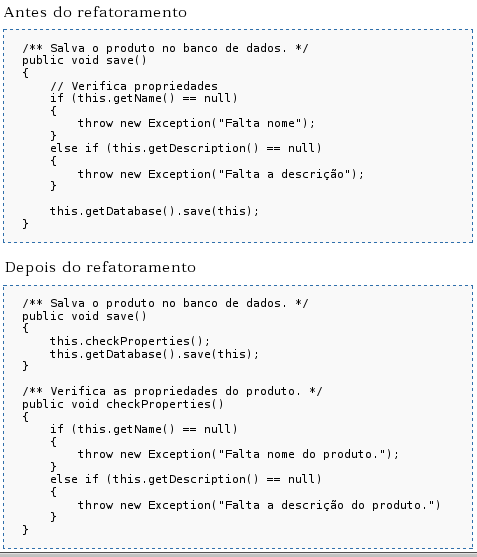 Antes do refatoramento
/** Salva o produto no banco de dados. */
public void save()
{
    // Verifica propriedades
    if (this.getName() == null)
    {
        throw new Exception("Falta nome");
    }
    else if (this.getDescription() == null)
    {
        throw new Exception("Falta a descrição");
    }
    this.getDatabase().save(this);
}
Depois do refatoramento
/** Salva o produto no banco de dados. */
public void save()
{
    this.checkProperties();
    this.getDatabase().save(this);
}
/** Verifica as propriedades do produto. */
public void checkProperties()
{
    if (this.getName() == null)
    {
        throw new Exception("Falta nome do produto.");
    }
    else if (this.getDescription() == null)
    {
        throw new Exception("Falta a descrição do produto.")
    }
}